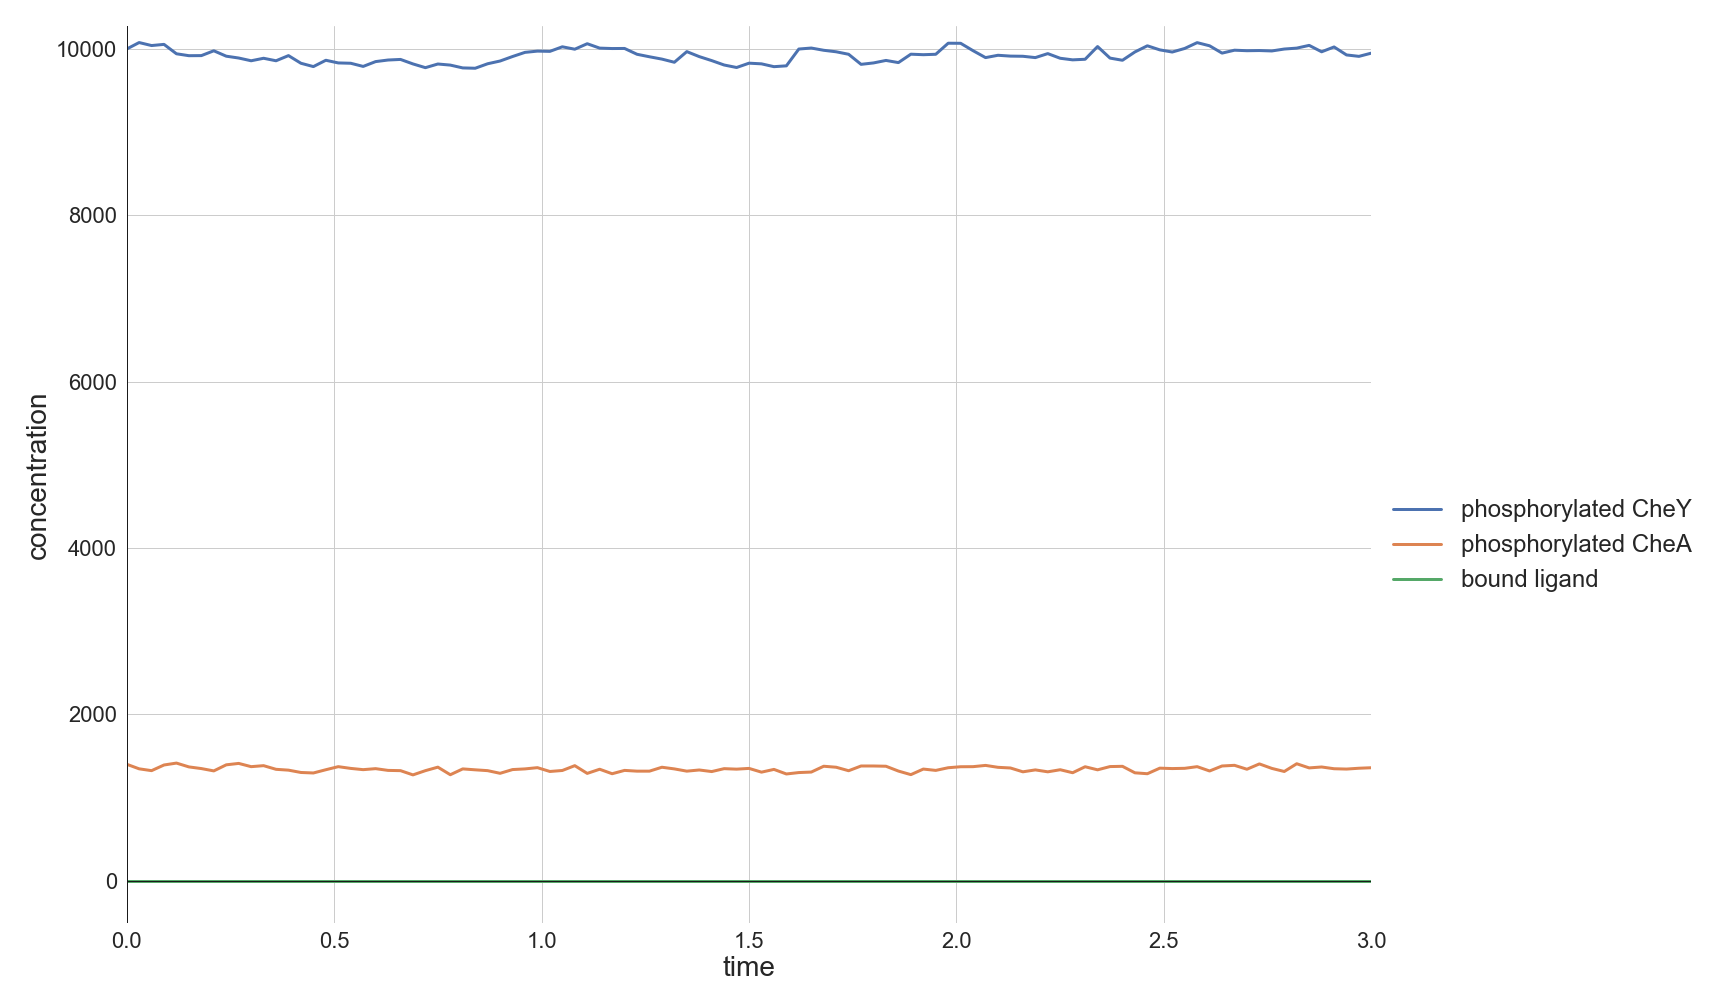 10000
8000
6000
4000
2000
0
concentration
0.0 0.5 1.0 1.5 2.0 2.5 3.0
time
phosphorylated CheY
phosphorylated CheA
bound ligand